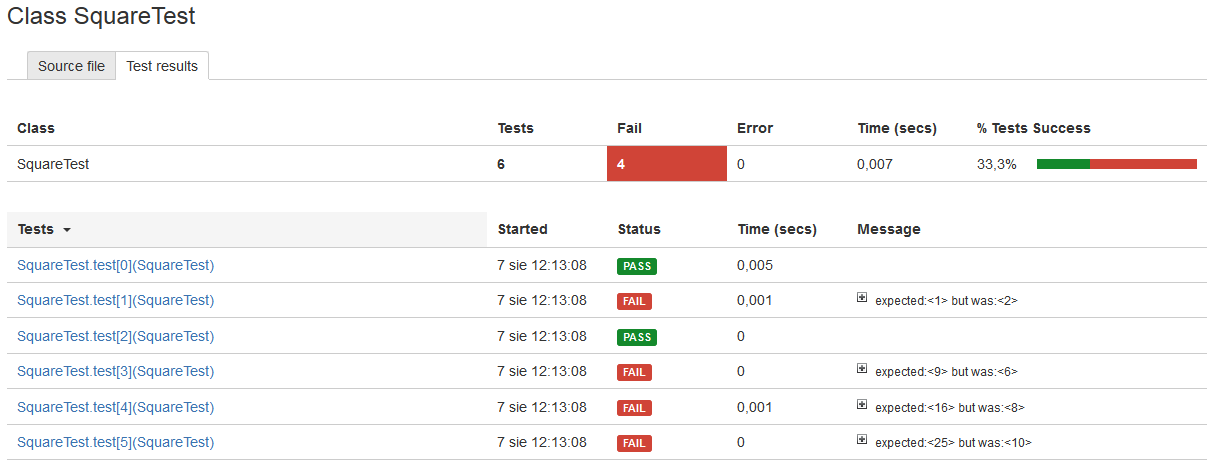 Class SquareTest
Source file Test results
Class Tests Fail Error Time (secs) % Tests Success
SquareTest 6 4 0 0,007 33,3%
Tests Started Status Time (secs) Message
SquareTest.test[0](SquareTest) 7 sie 12:13:08 PASS 0,005
SquareTest.test[1](SquareTest) 7 sie 12:13:08 FAIL 0,001 expected:<1> but was:<2>
SquareTest.test[2](SquareTest) 7 sie 12:13:08 PASS 0
SquareTest.test[3](SquareTest) 7 sie 12:13:08 FAIL 0 expected:<9> but was:<6>
SquareTest.test[4](SquareTest) 7 sie 12:13:08 FAIL 0,001 expected:<16> but was:<8>
SquareTest.test[5](SquareTest) 7 sie 12:13:08 FAIL 0 expected:<25> but was:<10>